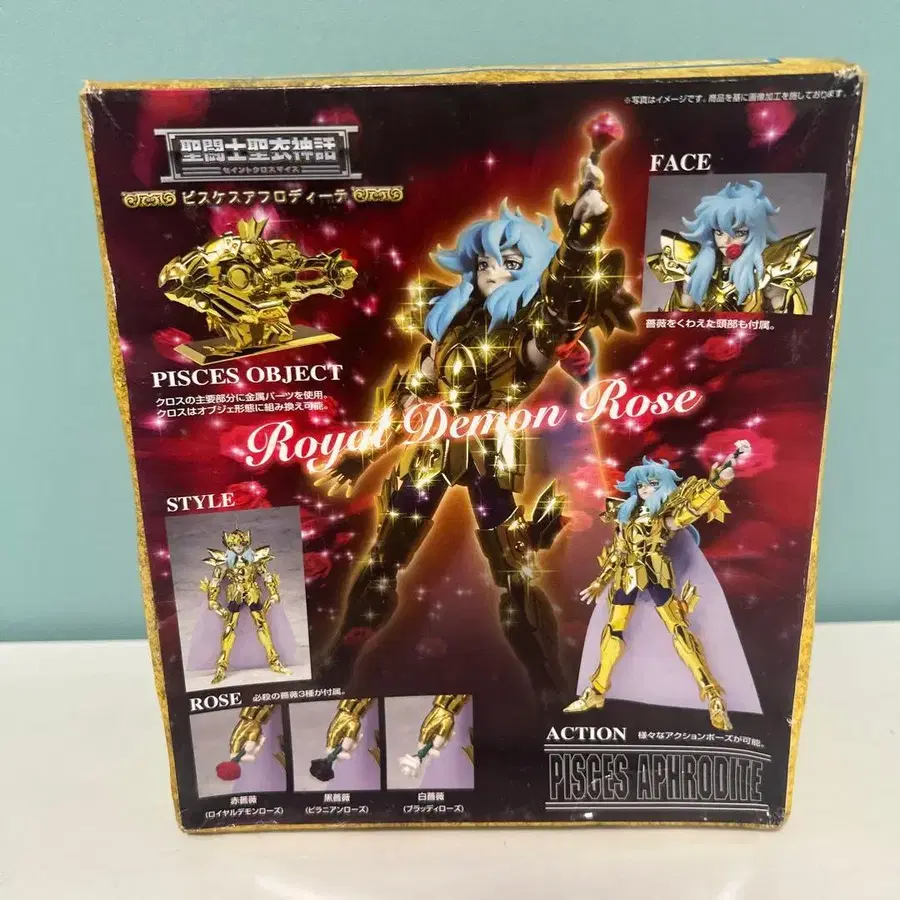 ※写真はイメージです。商品を基に画像加工を施しております。
聖闘士聖衣神話
セイントクロスマイス
ピスケスアフロディーテ
FACE
薔薇をくわえた頭部も付属。
PISCES OBJECT
クロスの主要部分に金属パーツを使用。
クロスはオブジェ形態に組み換え可能。
Royal Demon Rose
STYLE
ROSE 必殺の薔薇3種が付属。
赤薔薇
(ロイヤルデモンローズ)
黒薔薇
(ピラニアンローズ)
白薔薇
(ブラッディローズ)
ACTION 様々なアクションポーズが可能。
PISCES APHRODITE